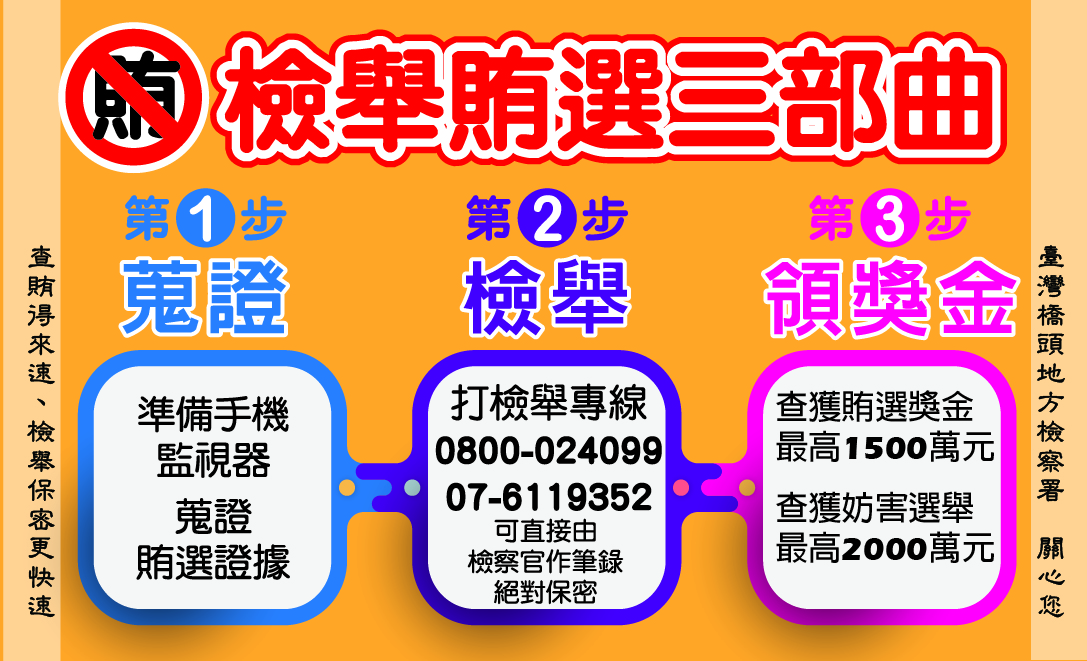 賄
檢舉賄選三部曲
查賄得來速、檢舉保密更快速
第1步
蒐證
準備手機
監視器
蒐證
賄選證據
第2步
檢舉
打檢舉專線
0800-024099
07-6119352
可直接由
檢察官作筆錄
絕對保密
第3步
領獎金
查獲賄選獎金
最高1500萬元
查獲妨害選舉
最高2000萬元
臺灣橋頭地方檢察署 關心您